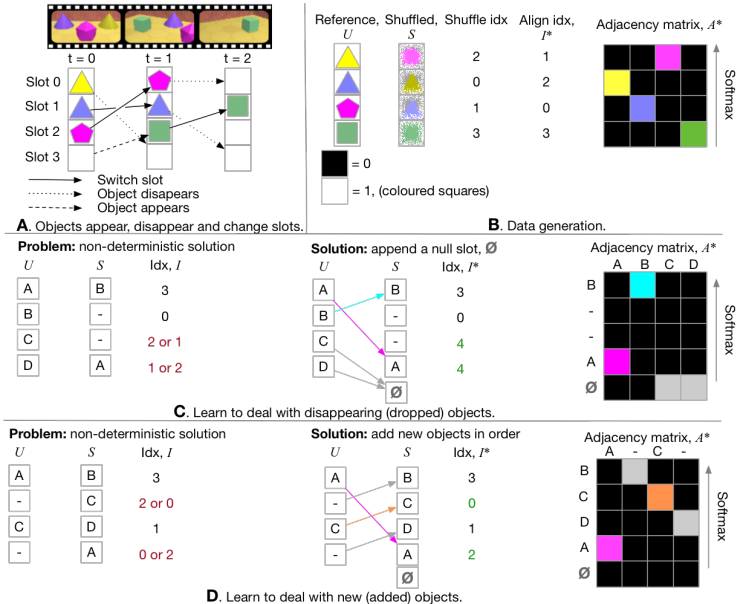 t = 0 t = 1 t = 2
Slot 0
Slot 1
Slot 2
Slot 3
Switch slot
Object disapears
Object appears
A. Objects appear, disappear and change slots.
Reference, Shuffled, Shuffle idx Align idx,
U S I*
2 1
0 2
1 0
3 3
= 0
= 1, (coloured squares)
Adjacency matrix, A*
Softmax
B. Data generation.
Problem: non-deterministic solution
U S Idx, I
A B 3
B - 0
C - 2 or 1
D A 1 or 2
Solution: append a null slot, Ø
U S Idx, I*
A B 3
B - 0
C - 4
D A 4
Ø
Adjacency matrix, A*
A B C D
B
-
-
A
Ø
Softmax
C. Learn to deal with disappearing (dropped) objects.
Problem: non-deterministic solution
U S Idx, I
A B 3
- C 2 or 0
C D 1
- A 0 or 2
Solution: add new objects in order
U S Idx, I*
A B 3
- C 0
C D 1
- A 2
Ø
Adjacency matrix, A*
A - C -
B
C
D
A
Ø
Softmax
D. Learn to deal with new (added) objects.